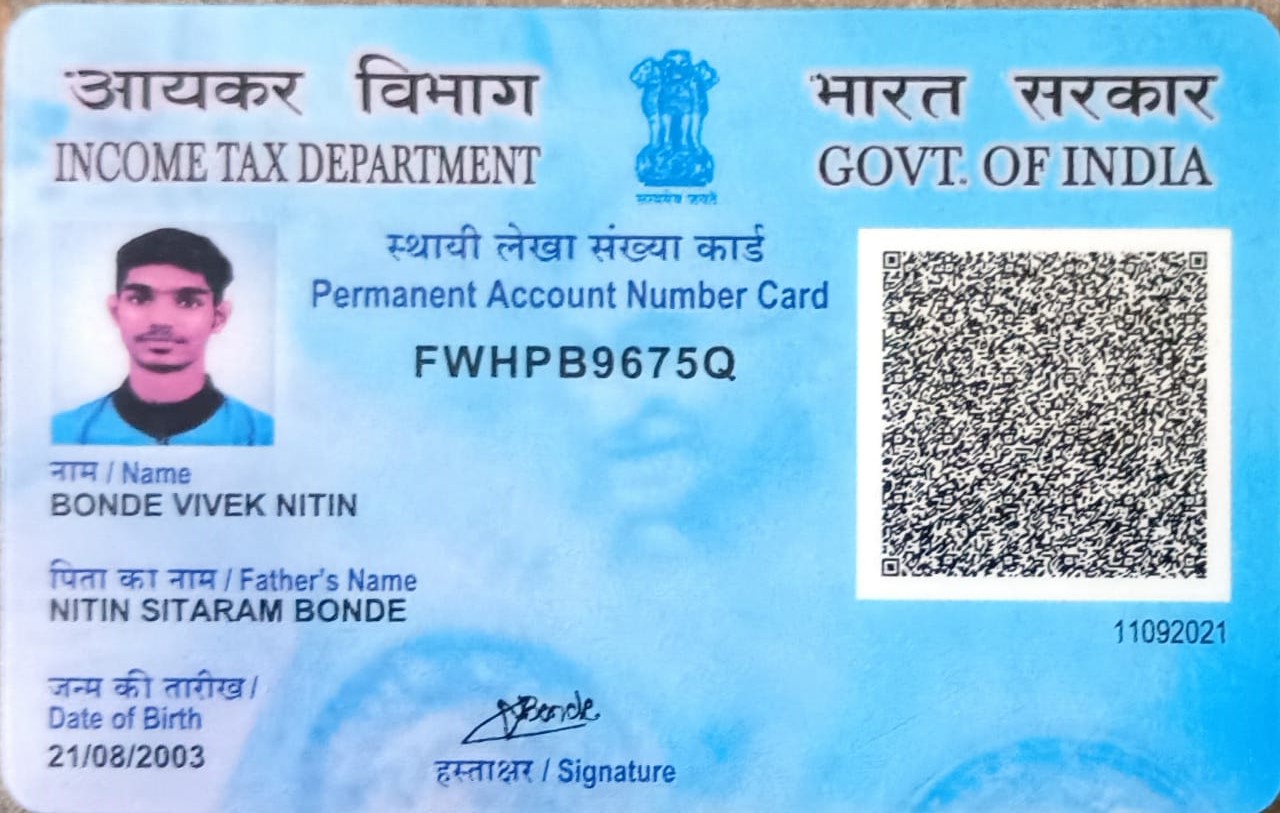 आयकर विभाग
INCOME TAX DEPARTMENT
सत्यमेव जयते
भारत सरकार
GOVT. OF INDIA
स्थायी लेखा संख्या कार्ड
Permanent Account Number Card
FWHPB9675Q
नाम / Name
BONDE VIVEK NITIN
पिता का नाम / Father's Name
NITIN SITARAM BONDE
11092021
जन्म की तारीख /
Date of Birth
21/08/2003
Bonde
हस्ताक्षर / Signature